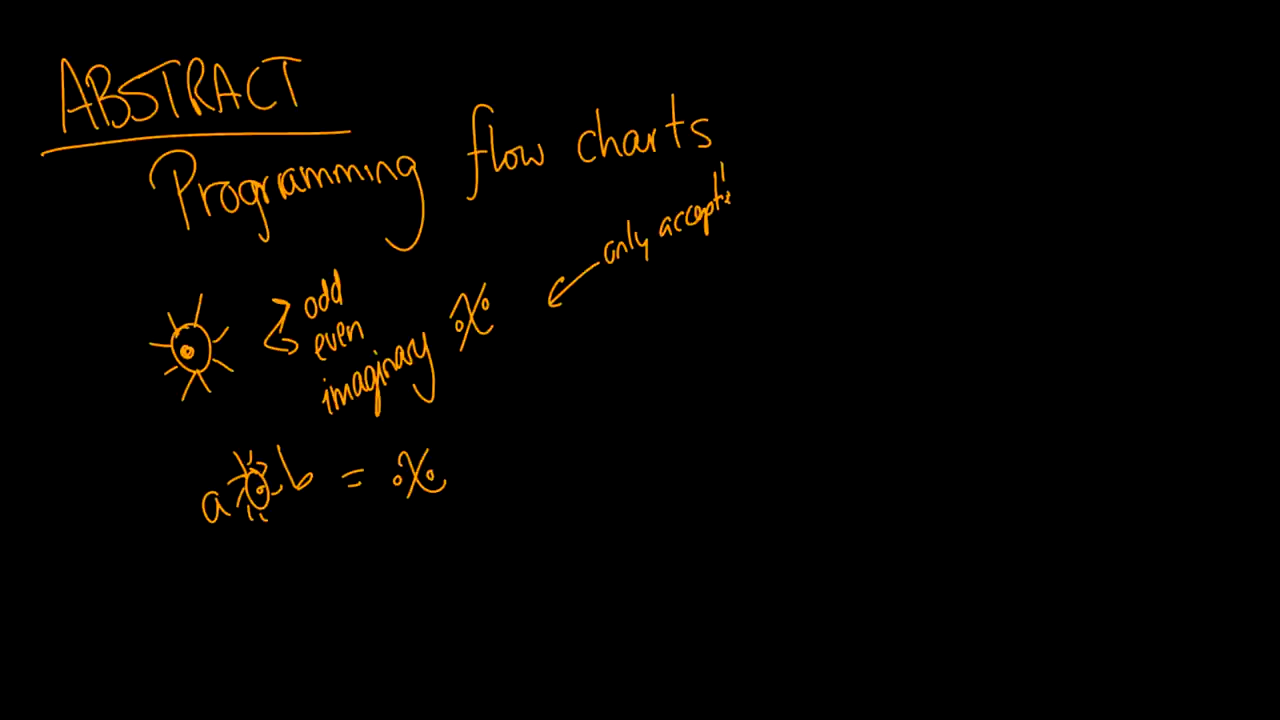 ABSTRACT
Programming flow charts
only accept!
odd
even
imaginary
a b =